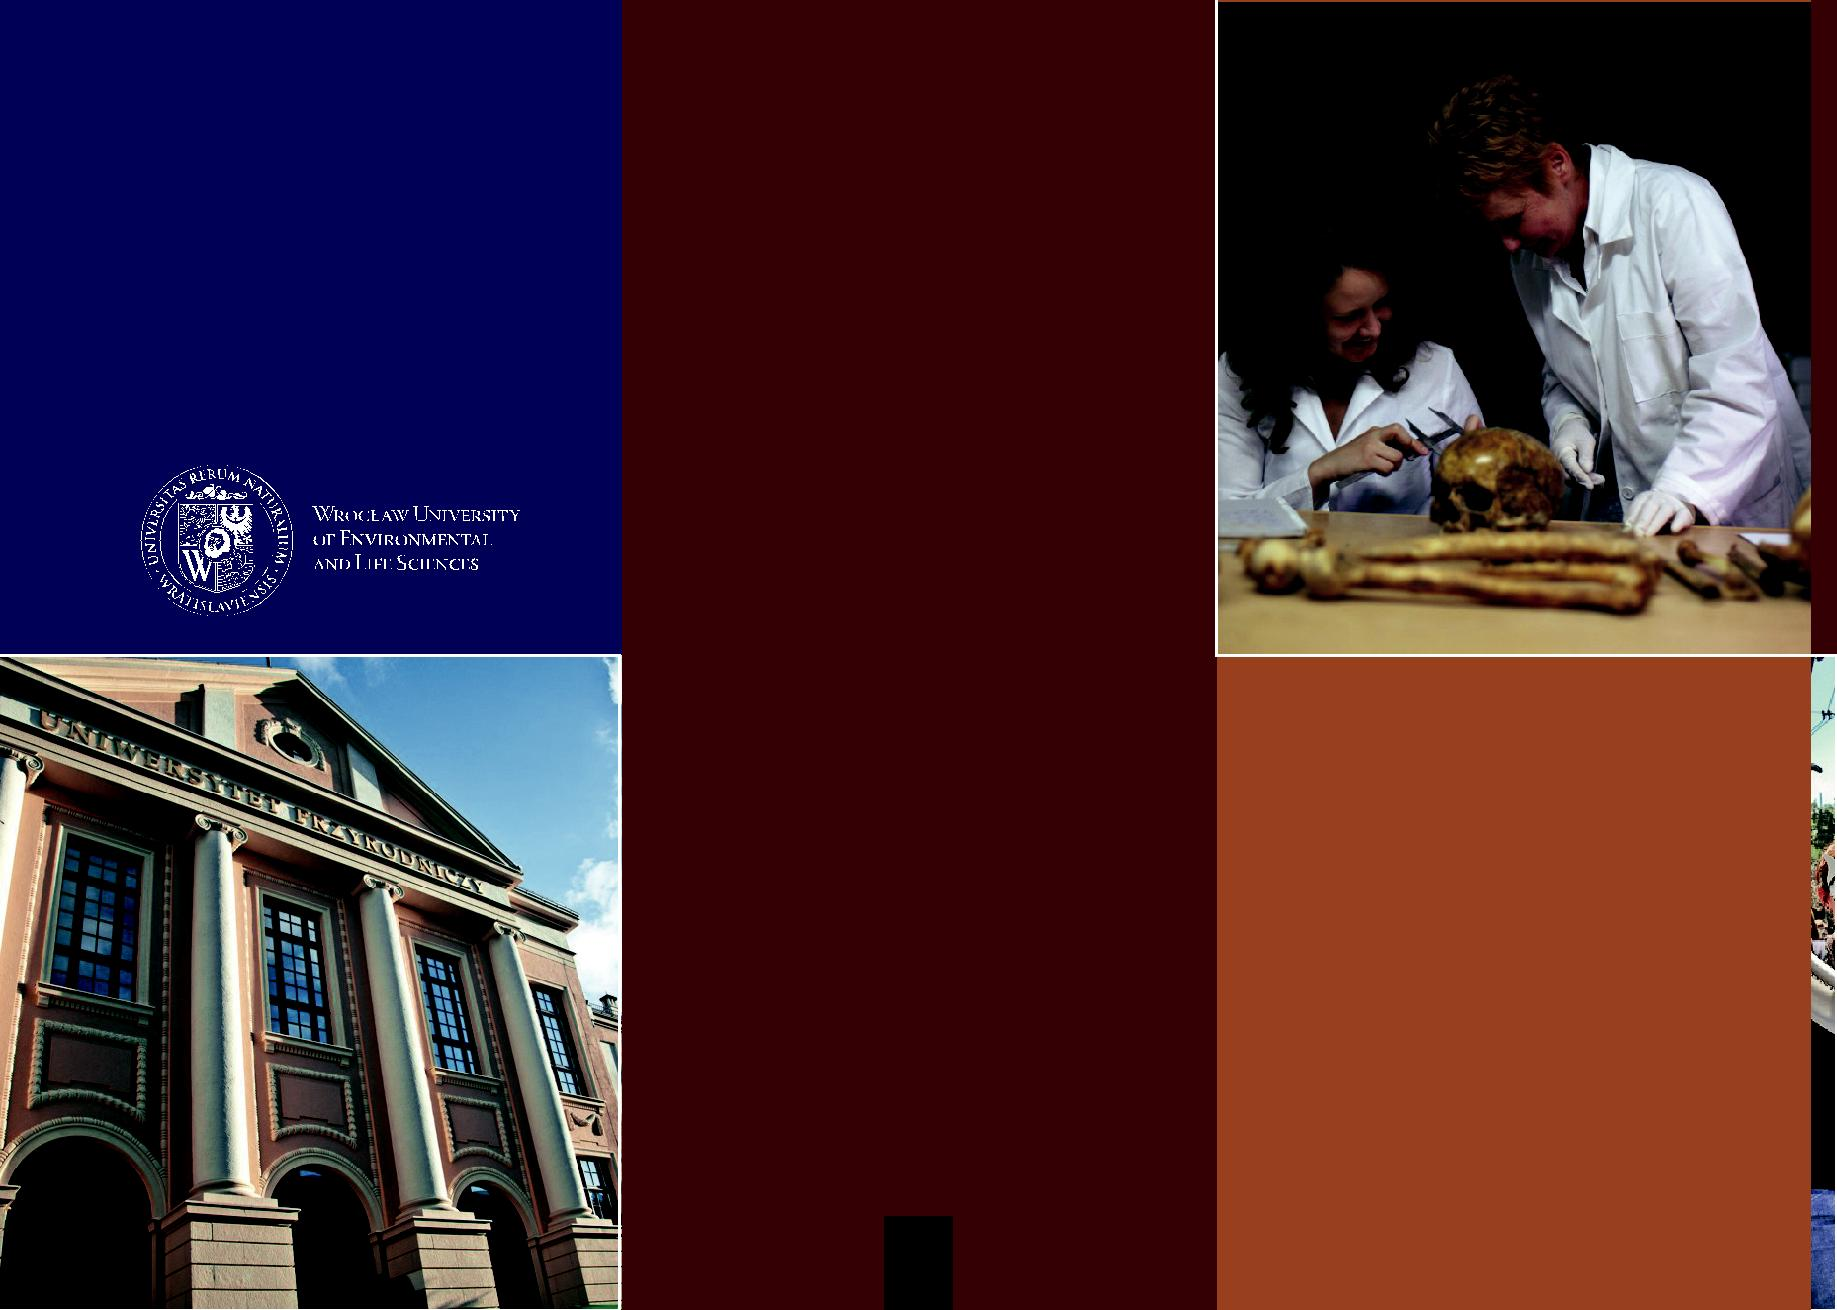 UNIVERSITAS RERUM NATURALIUM · WRATISLAVIENSIS ·
W
WROCŁAW UNIVERSITY
OF ENVIRONMENTAL
AND LIFE SCIENCES
UNIWERSYTET PRZYRODNICZY